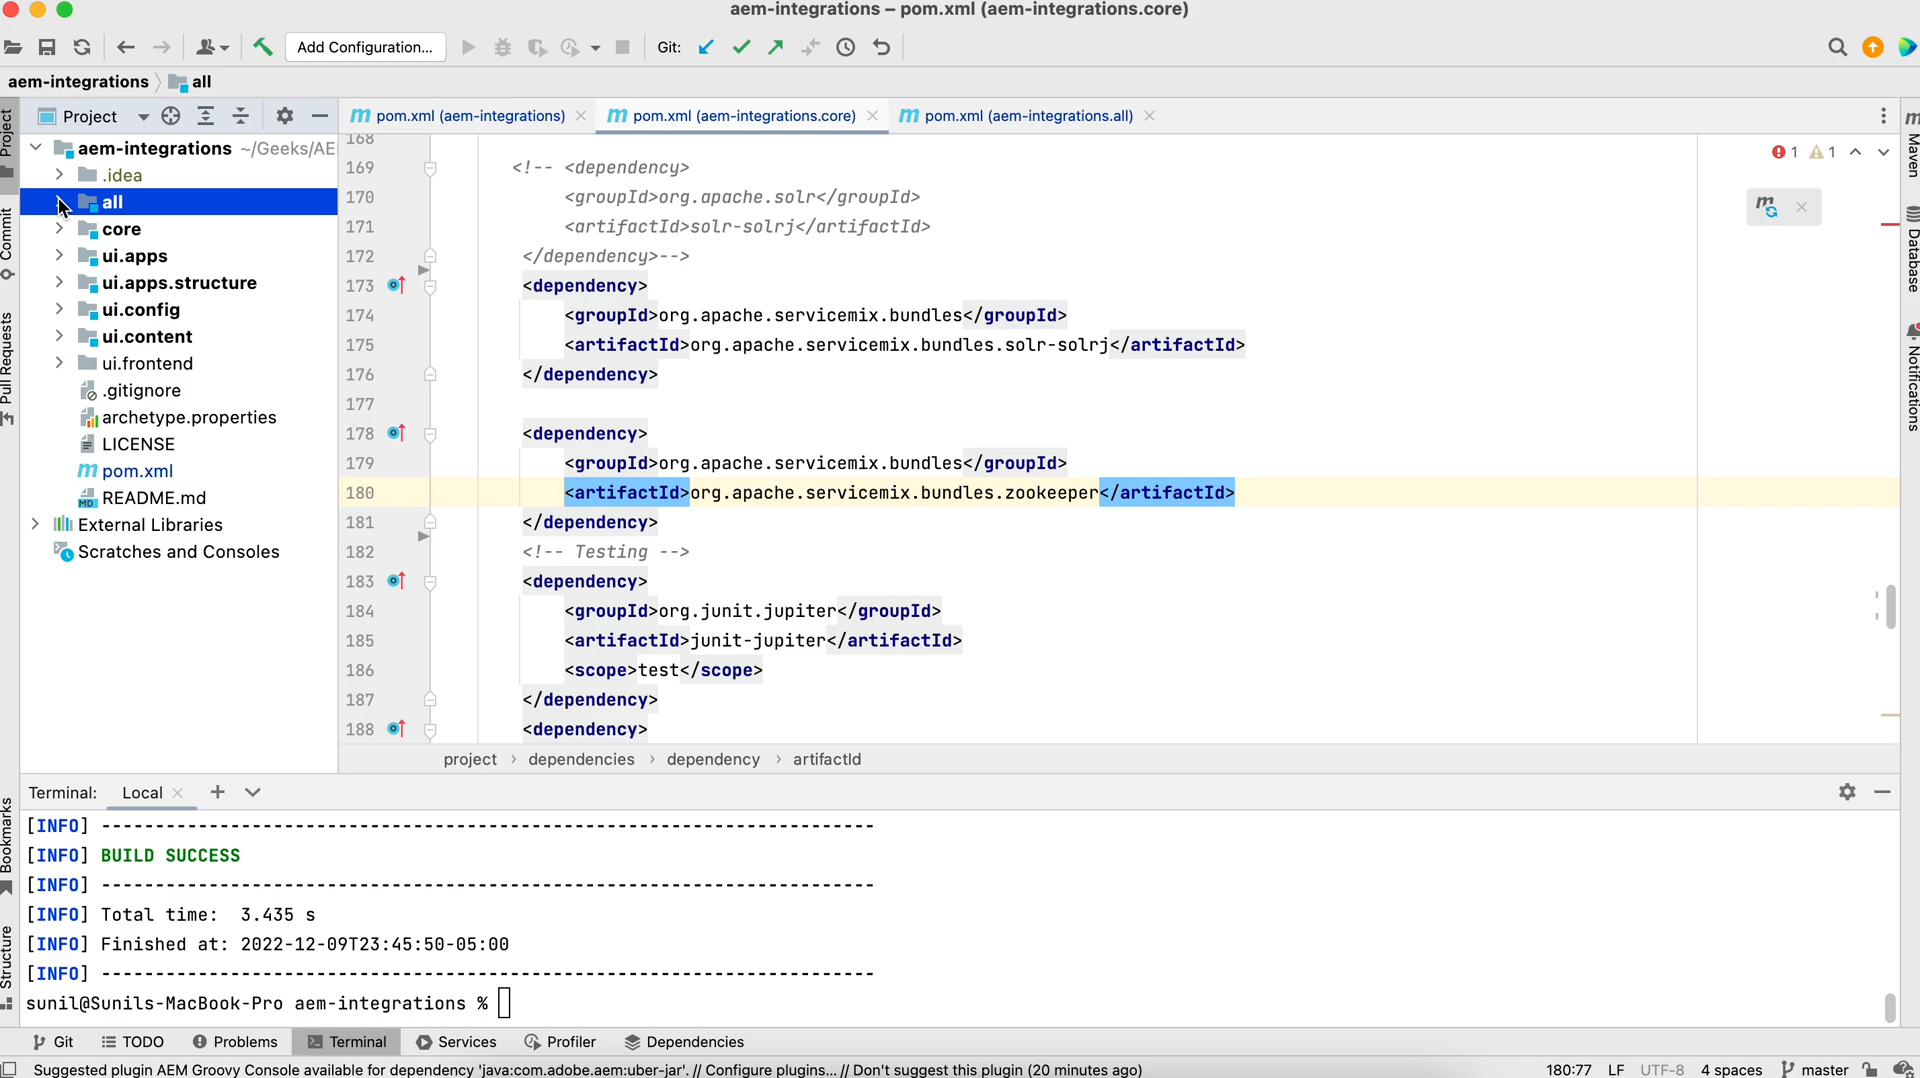 aem-integrations – pom.xml (aem-integrations.core)
Add Configuration...
Git:
aem-integrations
all
Project
pom.xml (aem-integrations)
pom.xml (aem-integrations.core)
pom.xml (aem-integrations.all)
Project
Commit
Pull Requests
Bookmarks
Structure
Maven
Database
Notifications
aem-integrations ~/Geeks/AE
.idea
all
core
ui.apps
ui.apps.structure
ui.config
ui.content
ui.frontend
.gitignore
archetype.properties
LICENSE
pom.xml
README.md
External Libraries
Scratches and Consoles
1 1
168
169 <!-- <dependency>
170 <groupId>org.apache.solr</groupId>
171 <artifactId>solr-solrj</artifactId>
172 </dependency>-->
173 <dependency>
174 <groupId>org.apache.servicemix.bundles</groupId>
175 <artifactId>org.apache.servicemix.bundles.solr-solrj</artifactId>
176 </dependency>
177
178 <dependency>
179 <groupId>org.apache.servicemix.bundles</groupId>
180 <artifactId>org.apache.servicemix.bundles.zookeeper</artifactId>
181 </dependency>
182 <!-- Testing -->
183 <dependency>
184 <groupId>org.junit.jupiter</groupId>
185 <artifactId>junit-jupiter</artifactId>
186 <scope>test</scope>
187 </dependency>
188 <dependency>
project › dependencies › dependency › artifactId
Terminal: Local
[INFO] ------------------------------------------------------------------------
[INFO] BUILD SUCCESS
[INFO] ------------------------------------------------------------------------
[INFO] Total time:  3.435 s
[INFO] Finished at: 2022-12-09T23:45:50-05:00
[INFO] ------------------------------------------------------------------------
sunil@Sunils-MacBook-Pro aem-integrations %
Git TODO Problems Terminal Services Profiler Dependencies
Suggested plugin AEM Groovy Console available for dependency 'java:com.adobe.aem:uber-jar'. // Configure plugins... // Don't suggest this plugin (20 minutes ago)
180:77 LF UTF-8 4 spaces master